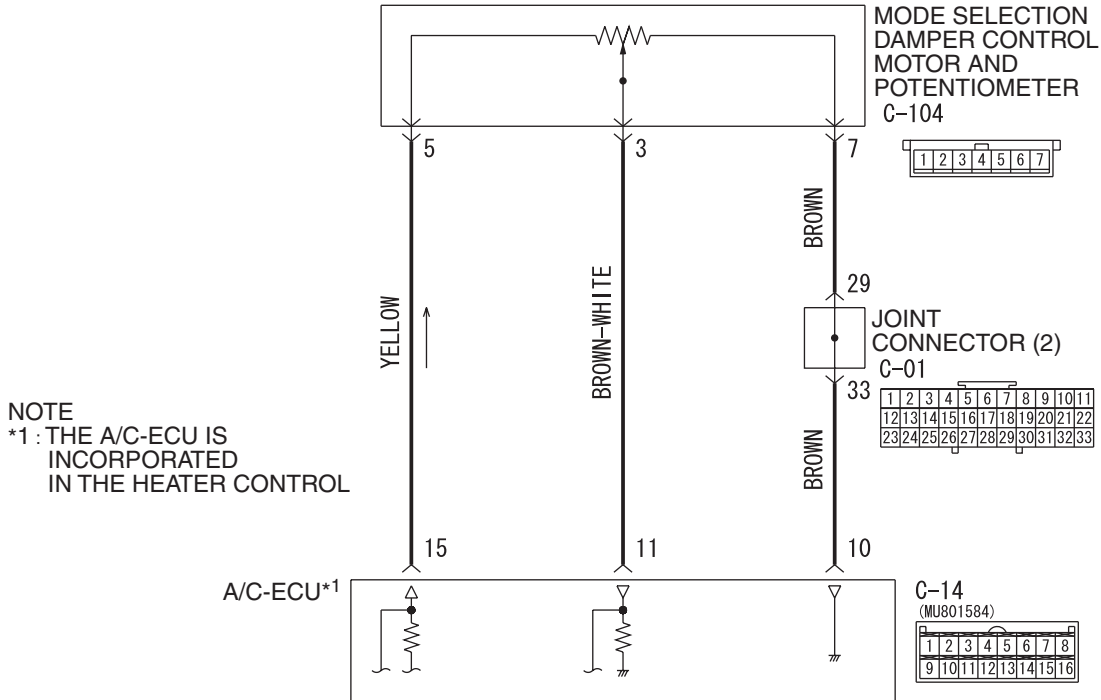 MODE SELECTION
DAMPER CONTROL
MOTOR AND
POTENTIOMETER
C-104
5
3
7
1 2 3 4 5 6 7
YELLOW
BROWN-WHITE
BROWN
29
JOINT
CONNECTOR (2)
C-01
33
1 2 3 4 5 6 7 8 9 10 11
12 13 14 15 16 17 18 19 20 21 22
23 24 25 26 27 28 29 30 31 32 33
NOTE
*1 : THE A/C-ECU IS
INCORPORATED
IN THE HEATER CONTROL
BROWN
15
11
10
A/C-ECU*1
C-14
(MU801584)
1 2 3 4 5 6 7 8
9 10 11 12 13 14 15 16